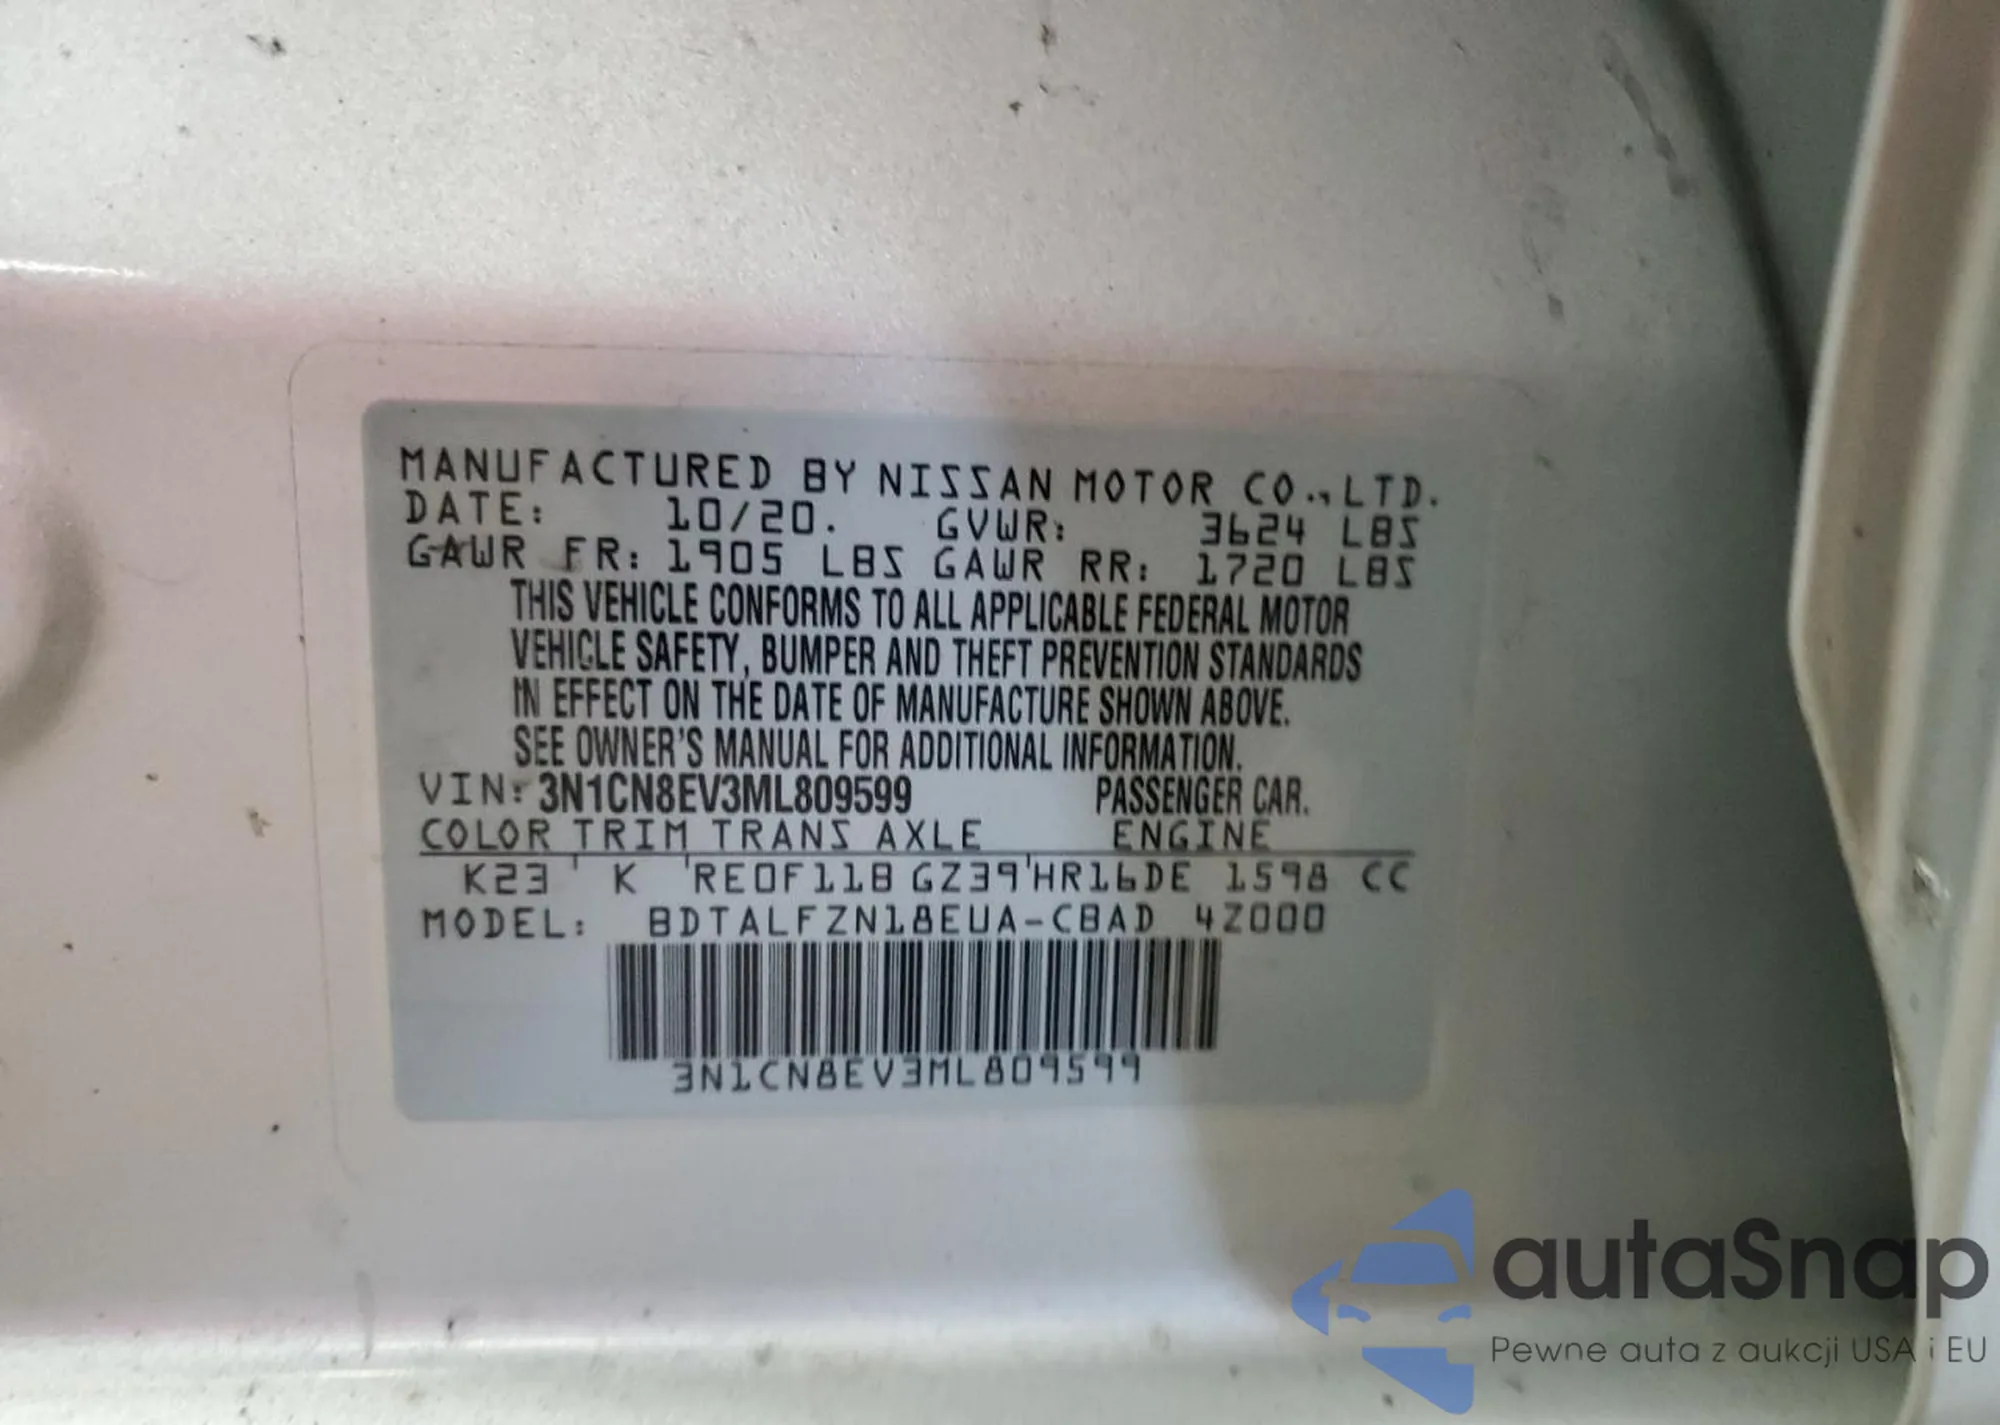 MANUFACTURED BY NISSAN MOTOR CO., LTD.
DATE: 10/20. GVWR: 3624 LBS
GAWR FR: 1905 LBS GAWR RR: 1720 LBS
THIS VEHICLE CONFORMS TO ALL APPLICABLE FEDERAL MOTOR
VEHICLE SAFETY, BUMPER AND THEFT PREVENTION STANDARDS
IN EFFECT ON THE DATE OF MANUFACTURE SHOWN ABOVE.
SEE OWNER'S MANUAL FOR ADDITIONAL INFORMATION.
VIN: 3N1CN8EV3ML809599 PASSENGER CAR.
COLOR TRIM TRANS AXLE ENGINE
K23 K RE0F11B GZ39 HR16DE 1598 CC
MODEL: BDTALFZN18EUA-CBAD 4Z000
3N1CN8EV3ML809599
autaSnap
Pewne auta z aukcji USA i EU